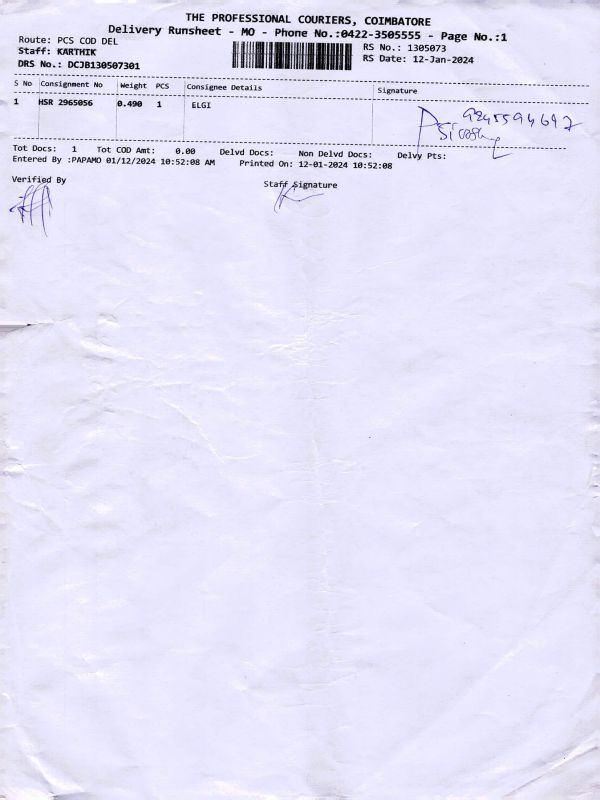 THE PROFESSIONAL COURIERS, COIMBATORE
Delivery Runsheet - MO - Phone No.:0422-3505555 - Page No.:1
Route: PCS COD DEL
Staff: KARTHIK
DRS No.: DCJB130507301
RS No.: 1305073
RS Date: 12-Jan-2024
S No Consignment No Weight PCS Consignee Details Signature
1 HSR 2965056 0.490 1 ELGI
Tot Docs: 1 Tot COD Amt: 0.00 Delvd Docs: Non Delvd Docs: Delvy Pts:
Entered By :PAPAMO 01/12/2024 10:52:08 AM Printed On: 12-01-2024 10:52:08
Verified By Staff Signature